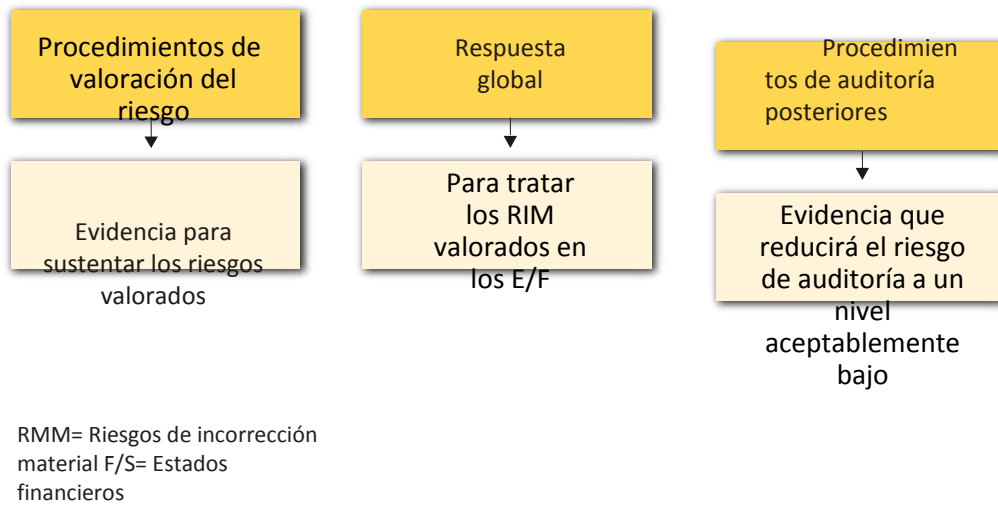 Procedimientos de
valoración del
riesgo
Evidencia para
sustentar los riesgos
valorados
Respuesta
global
Para tratar
los RIM
valorados en
los E/F
Procedimien
tos de auditoría
posteriores
Evidencia que
reducirá el riesgo
de auditoría a un
nivel
aceptablemente
bajo
RMM= Riesgos de incorrección
material F/S= Estados
financieros